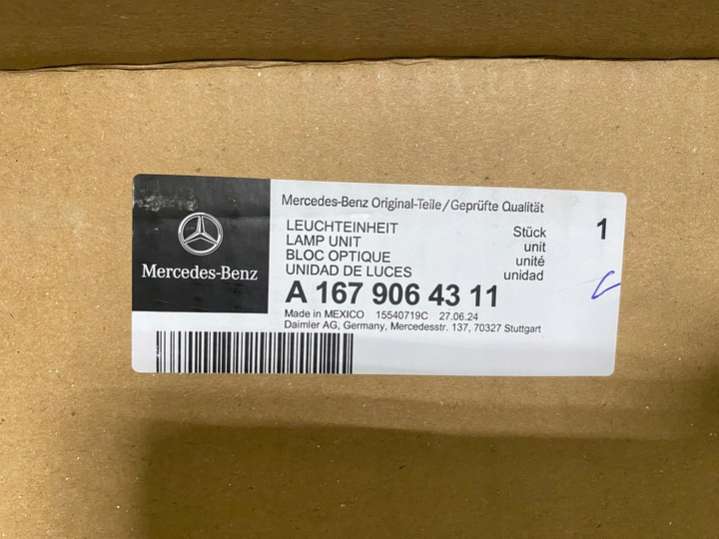 Mercedes-Benz
Mercedes-Benz Original-Teile/Geprüfte Qualität
LEUCHTEINHEIT Stück 1
LAMP UNIT unit
BLOC OPTIQUE unité
UNIDAD DE LUCES unidad
A 167 906 43 11
Made in MEXICO 15540719C 27.06.24
Daimler AG, Germany, Mercedesstr. 137, 70327 Stuttgart